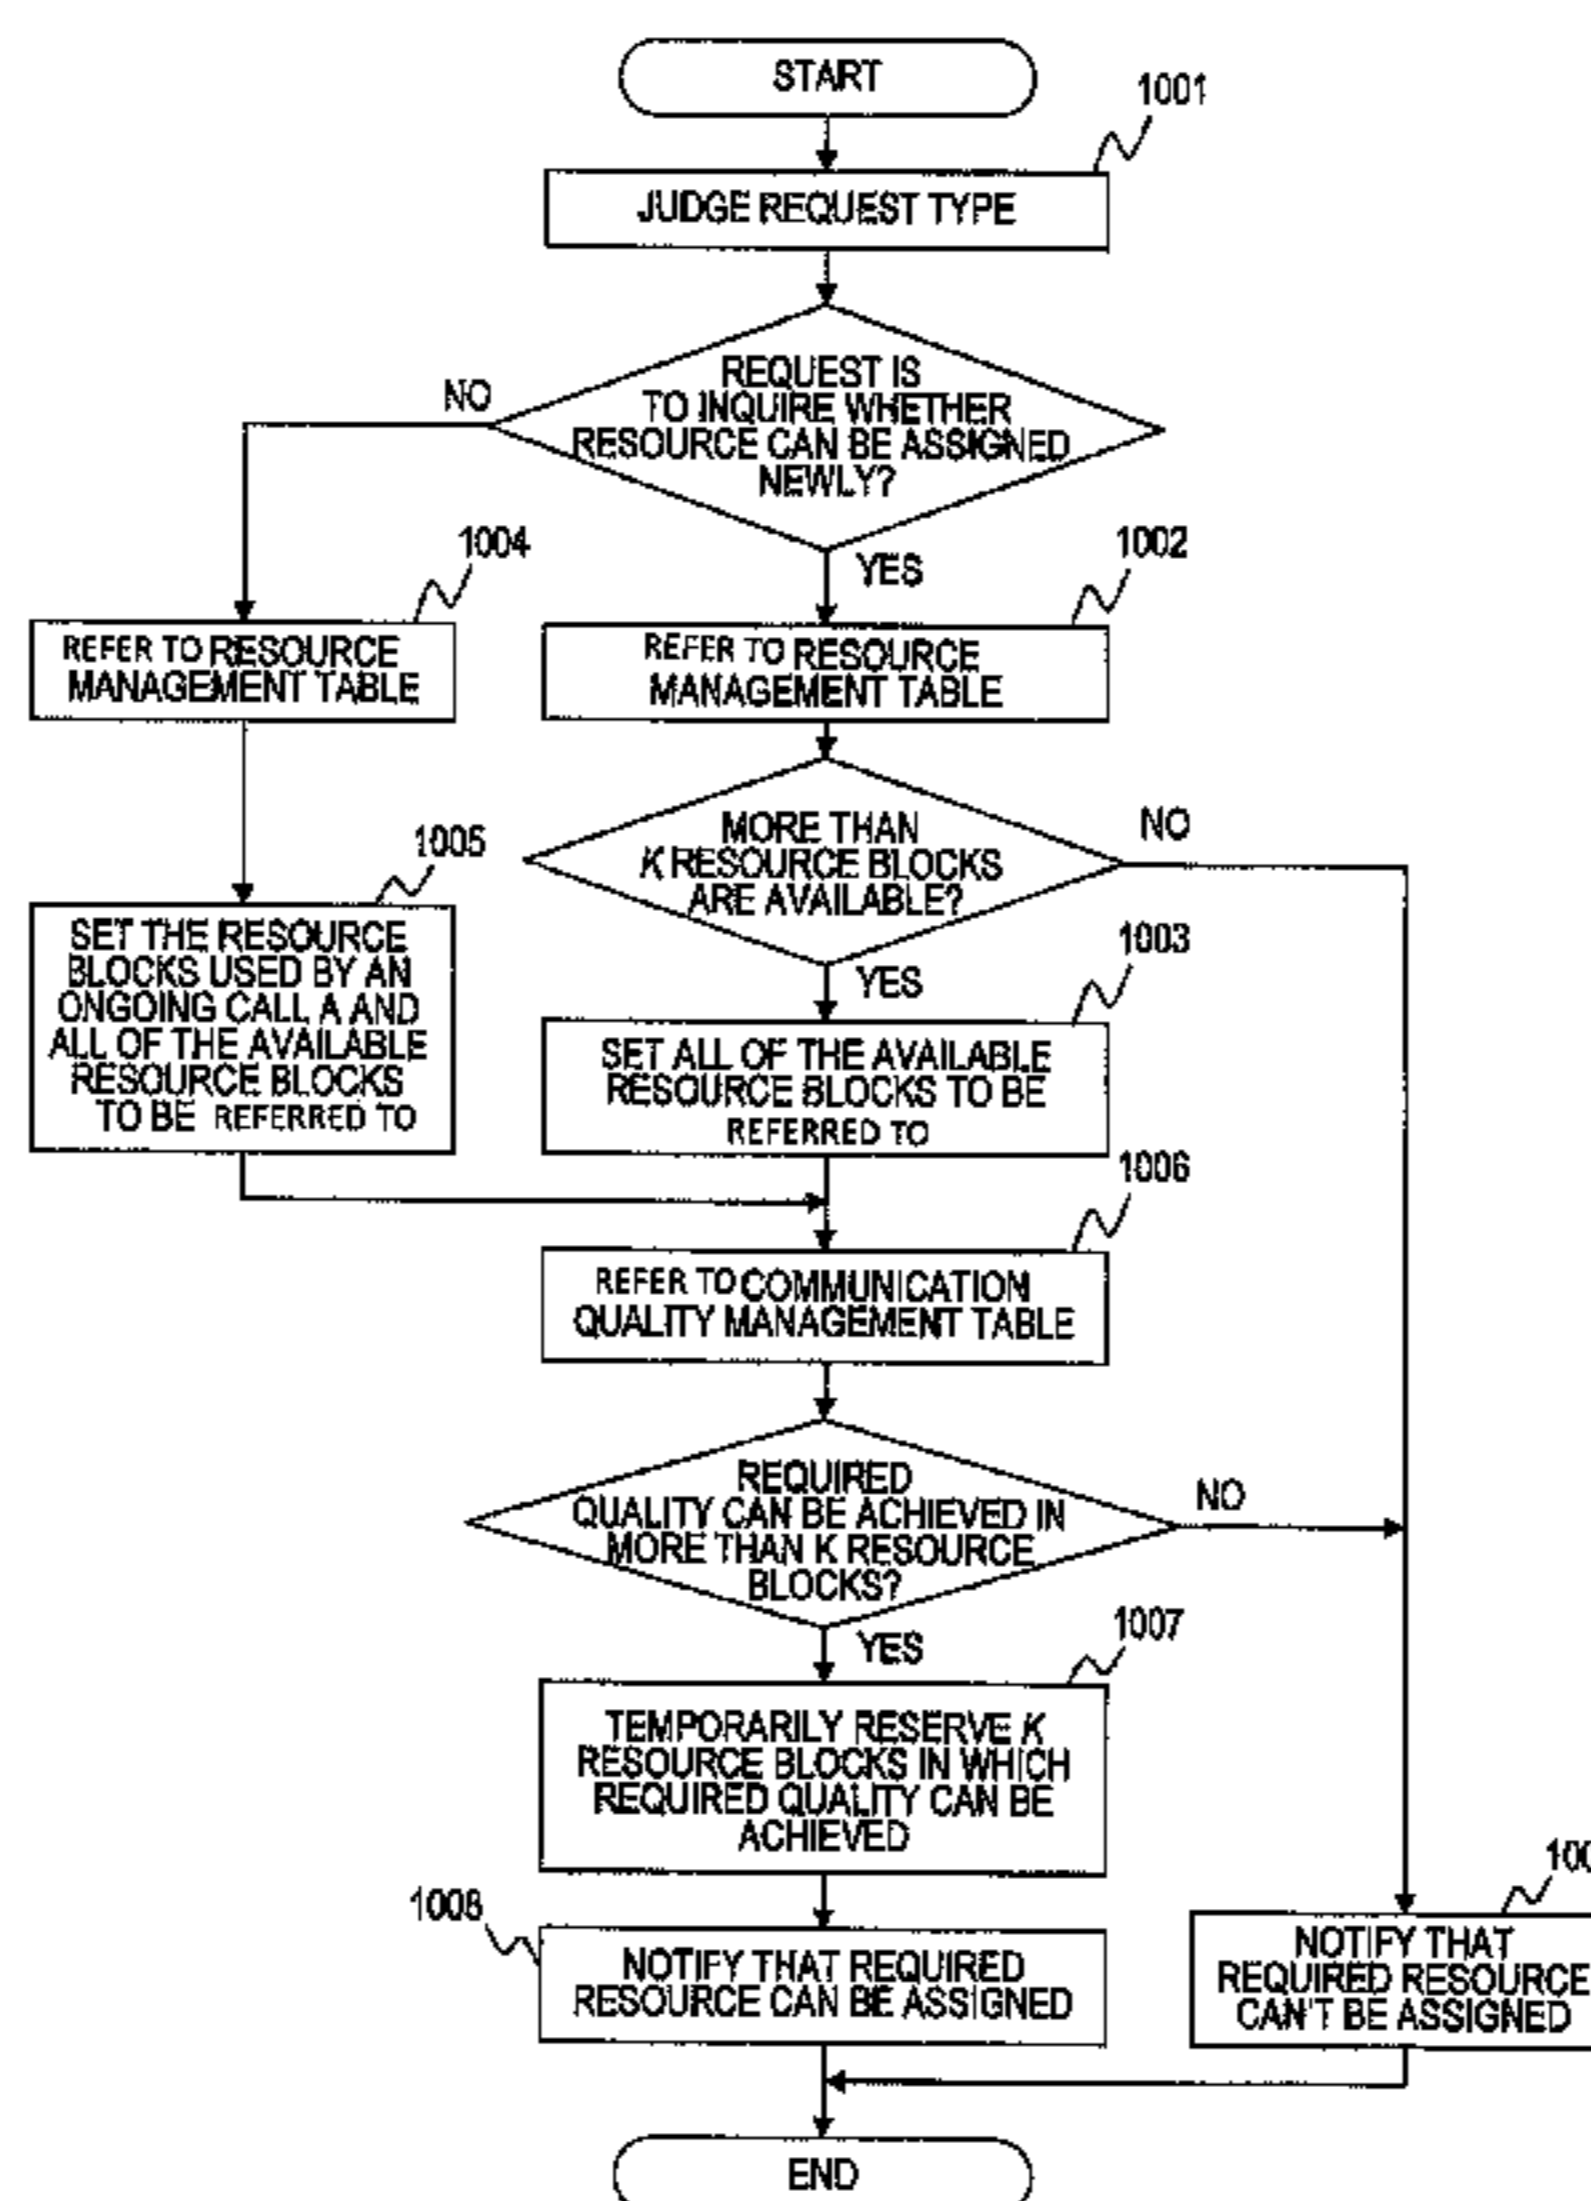 START
1001
JUDGE REQUEST TYPE
REQUEST IS
TO INQUIRE WHETHER
RESOURCE CAN BE ASSIGNED
NEWLY?
NO
YES
1004
REFER TO RESOURCE
MANAGEMENT TABLE
1002
REFER TO RESOURCE
MANAGEMENT TABLE
MORE THAN
K RESOURCE BLOCKS
ARE AVAILABLE?
NO
YES
1005
SET THE RESOURCE
BLOCKS USED BY AN
ONGOING CALL A AND
ALL OF THE AVAILABLE
RESOURCE BLOCKS
TO BE REFERRED TO
1003
SET ALL OF THE AVAILABLE
RESOURCE BLOCKS TO BE
REFERRED TO
1006
REFER TO COMMUNICATION
QUALITY MANAGEMENT TABLE
REQUIRED
QUALITY CAN BE ACHIEVED IN
MORE THAN K RESOURCE
BLOCKS?
NO
YES
1007
TEMPORARILY RESERVE K
RESOURCE BLOCKS IN WHICH
REQUIRED QUALITY CAN BE
ACHIEVED
1008
NOTIFY THAT REQUIRED
RESOURCE CAN BE ASSIGNED
NOTIFY THAT
REQUIRED RESOURCE
CAN'T BE ASSIGNED
END